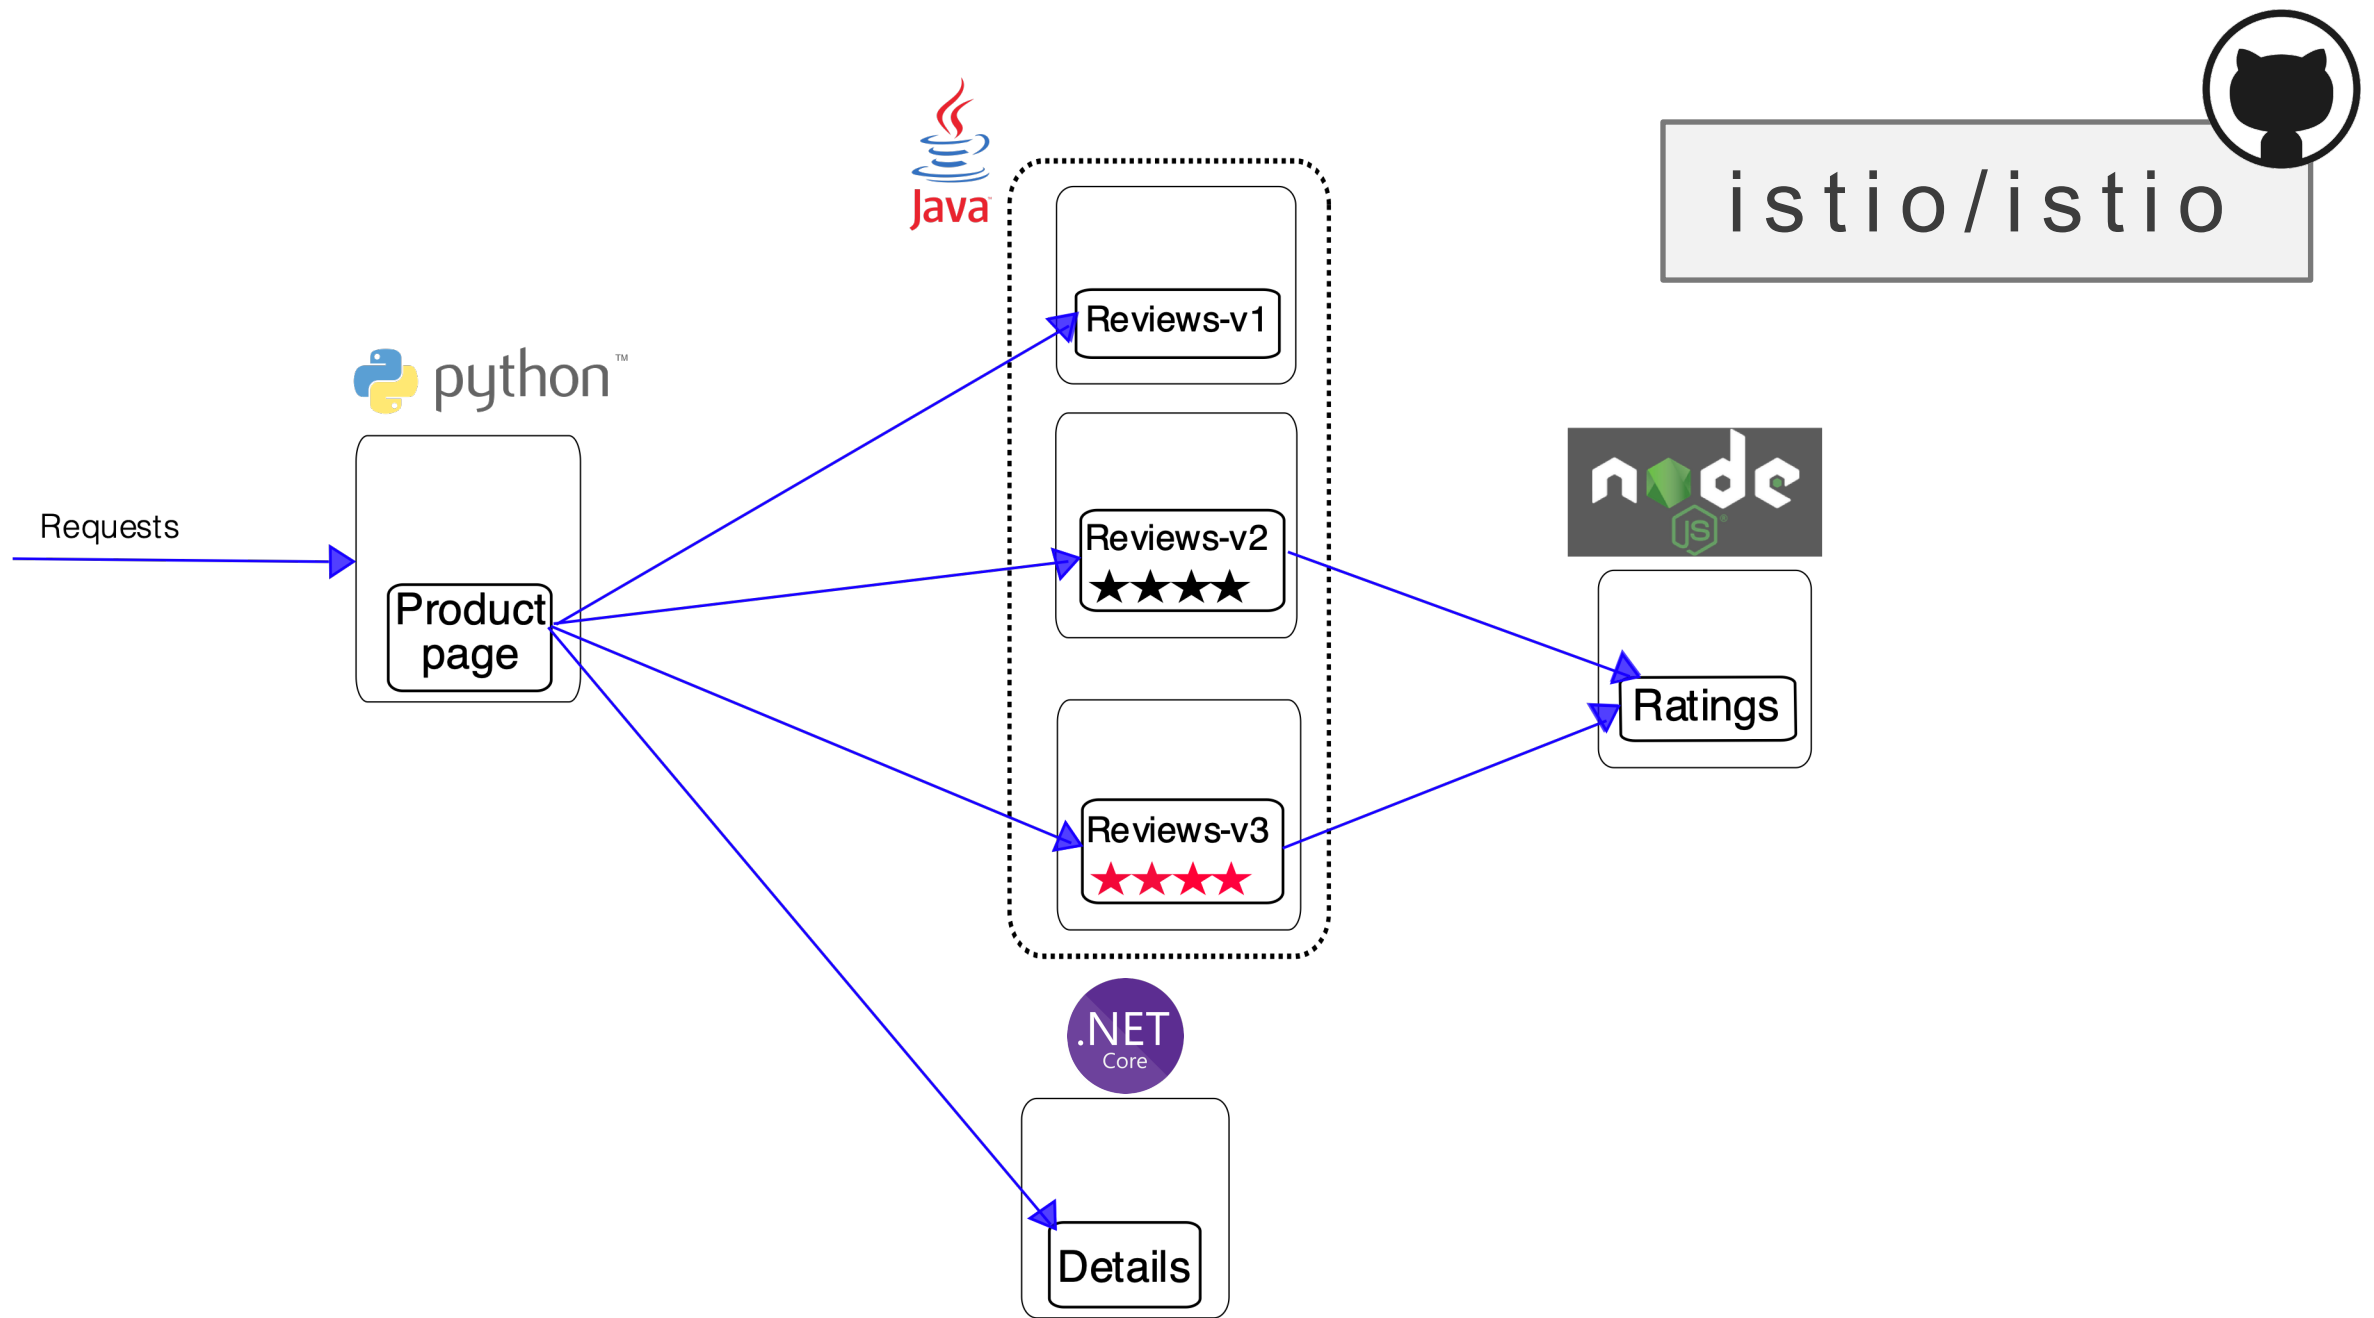 Java
istio/istio
Reviews-v1
python™
Requests
Reviews-v2
node
JS®
Product
page
Ratings
Reviews-v3
.NET
Core
Details